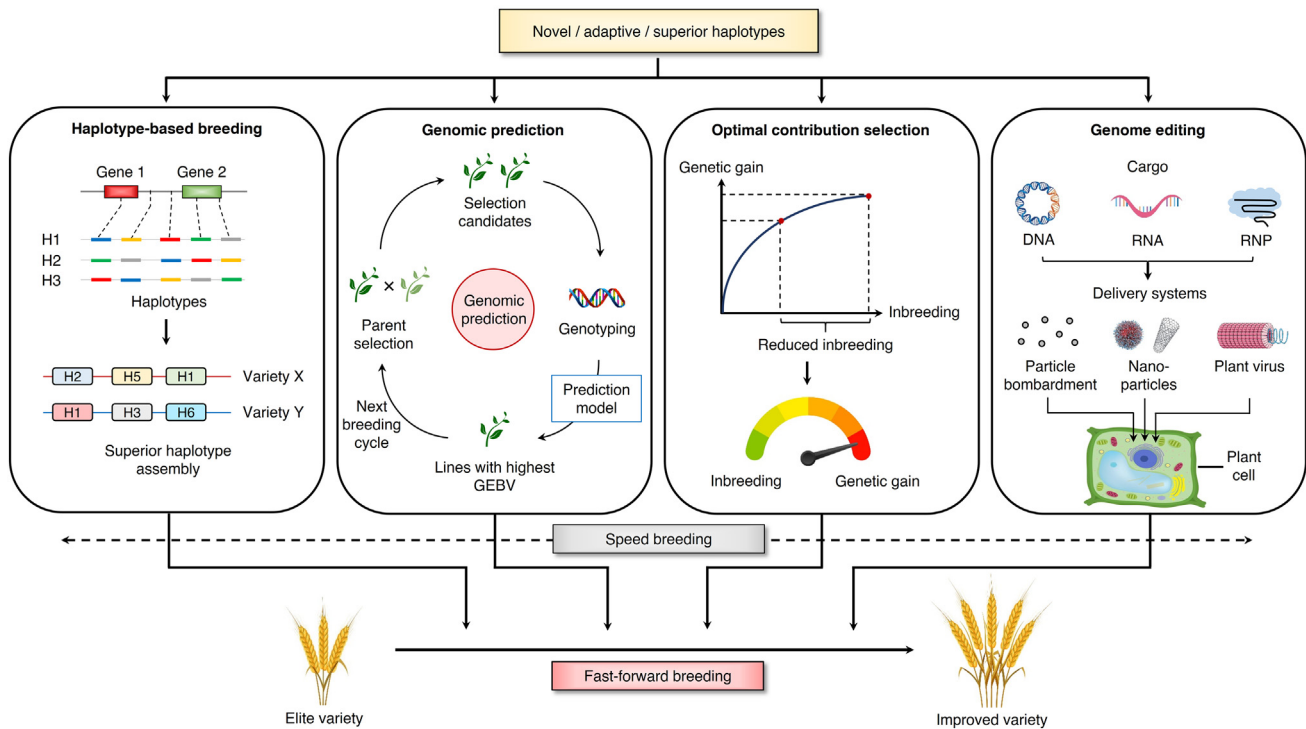 Novel / adaptive / superior haplotypes
Haplotype-based breeding
Gene 1
Gene 2
H1
H2
H3
Haplotypes
H2
H5
H1
Variety X
H1
H3
H6
Variety Y
Superior haplotype
assembly
Genomic prediction
Selection
candidates
Genomic
prediction
Genotyping
Prediction
model
Lines with highest
GEBV
Next
breeding
cycle
Parent
selection
×
Optimal contribution selection
Genetic gain
Inbreeding
Reduced inbreeding
Inbreeding
Genetic gain
Genome editing
Cargo
DNA
RNA
RNP
Delivery systems
Particle
bombardment
Nano-
particles
Plant virus
Plant
cell
Speed breeding
Elite variety
Fast-forward breeding
Improved variety